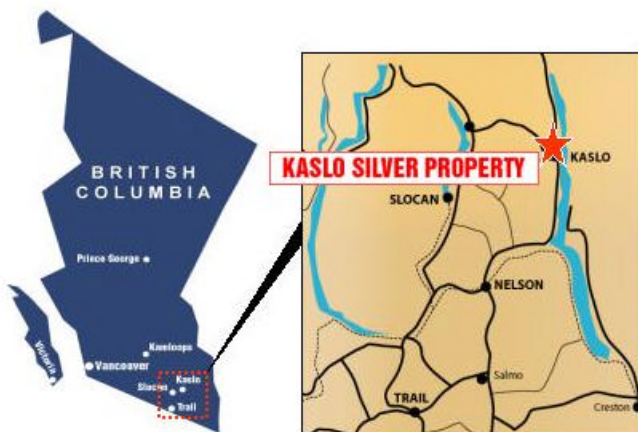 BRITISH
COLUMBIA
Prince George
Kamloops
Vancouver
Victoria
Kaslo
Slocan
Trail
KASLO SILVER PROPERTY
KASLO
SLOCAN
NELSON
Salmo
TRAIL
Creston